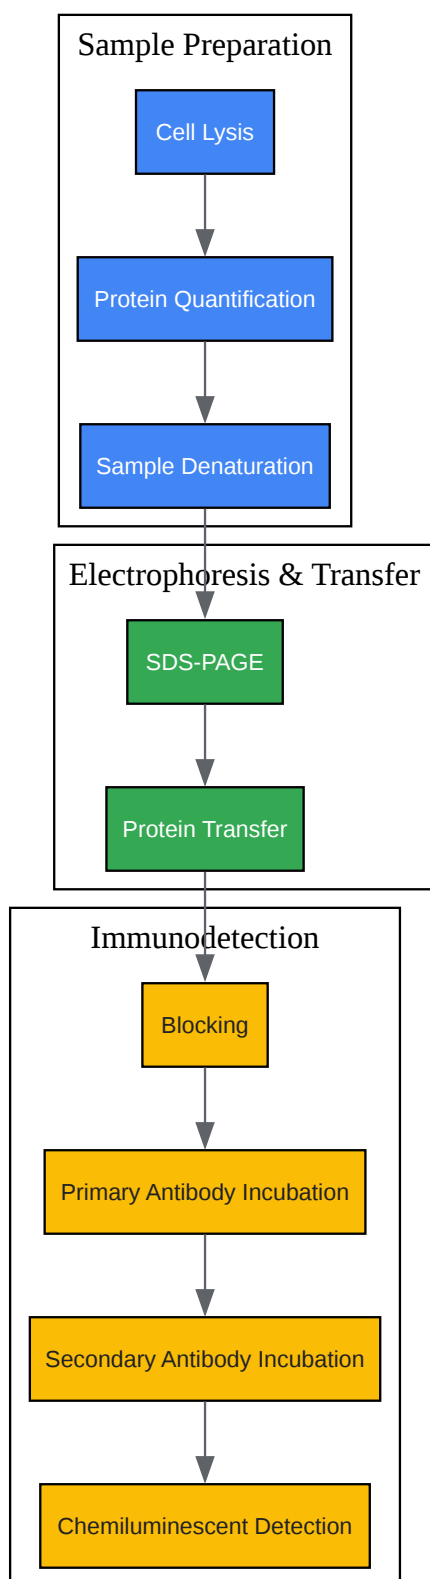 Sample Preparation
Cell Lysis
Protein Quantification
Sample Denaturation
Electrophoresis & Transfer
SDS-PAGE
Protein Transfer
Immunodetection
Blocking
Primary Antibody Incubation
Secondary Antibody Incubation
Chemiluminescent Detection